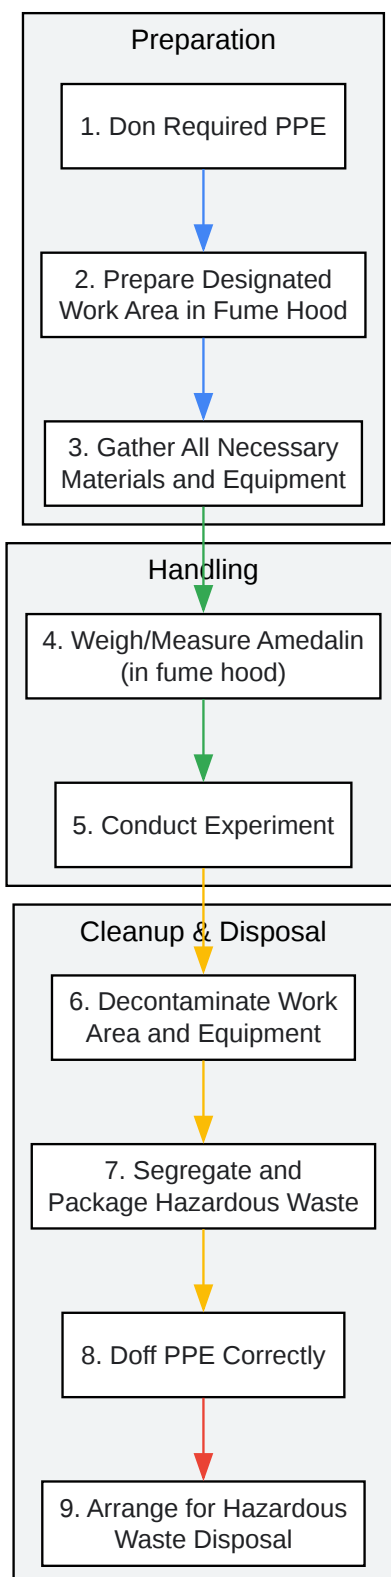 Preparation
1. Don Required PPE
2. Prepare Designated
Work Area in Fume Hood
3. Gather All Necessary
Materials and Equipment
Handling
4. Weigh/Measure Amedalin
(in fume hood)
5. Conduct Experiment
Cleanup & Disposal
6. Decontaminate Work
Area and Equipment
7. Segregate and
Package Hazardous Waste
8. Doff PPE Correctly
9. Arrange for Hazardous
Waste Disposal